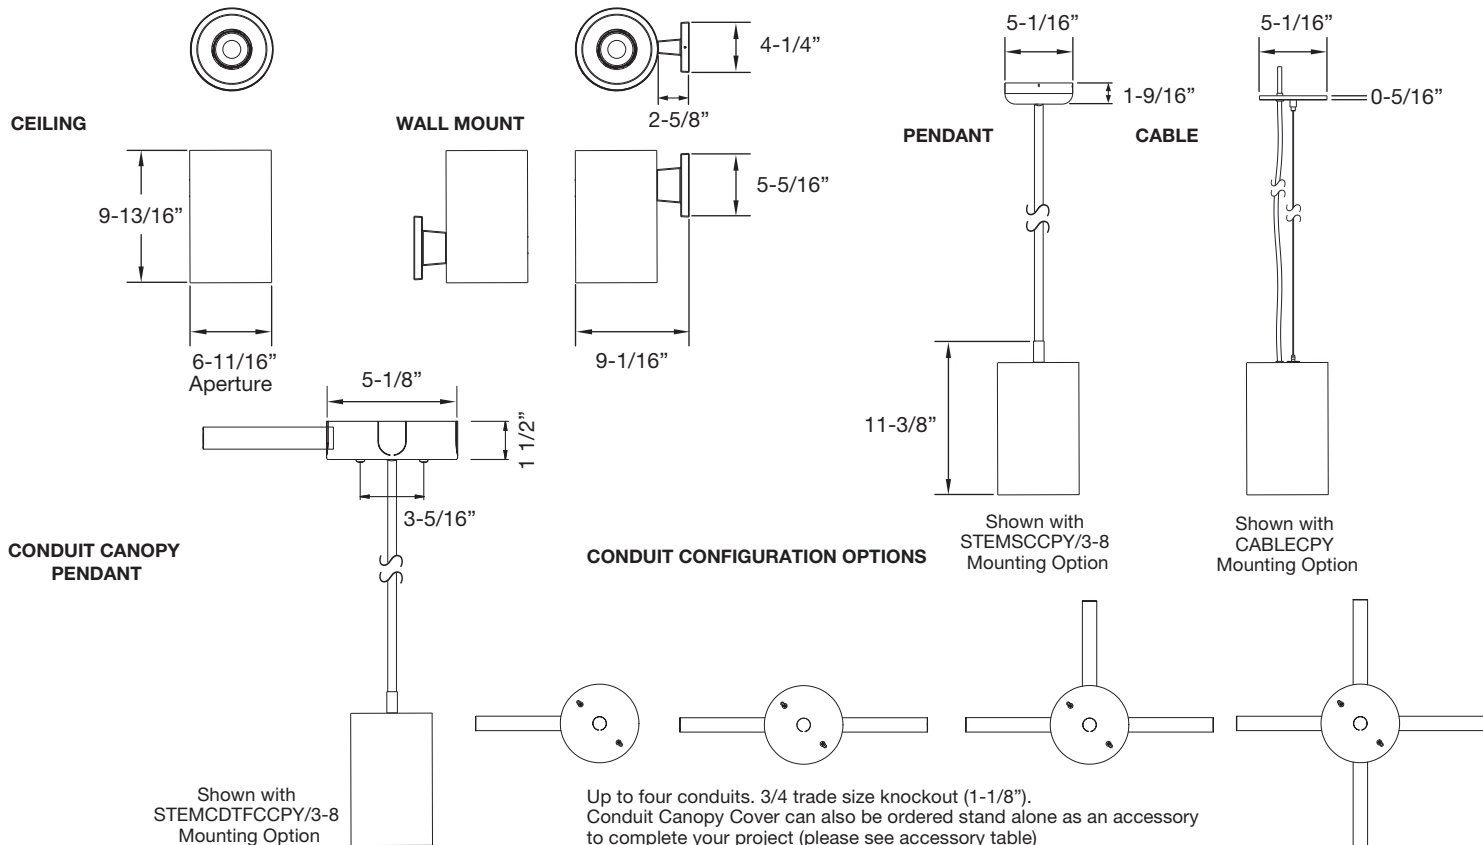 CEILING
9-13/16”
6-11/16”
Aperture
WALL MOUNT
4-1/4”
2-5/8”
5-5/16”
9-1/16”
PENDANT
5-1/16”
1-9/16”
11-3/8”
Shown with
STEMSCCPY/3-8
Mounting Option
CABLE
5-1/16”
0-5/16”
Shown with
CABLECPY
Mounting Option
CONDUIT CANOPY
PENDANT
5-1/8”
1 1/2”
3-5/16”
Shown with
STEMCDTFCCPY/3-8
Mounting Option
CONDUIT CONFIGURATION OPTIONS
Up to four conduits. 3/4 trade size knockout (1-1/8”).
Conduit Canopy Cover can also be ordered stand alone as an accessory
to complete your project (please see accessory table)